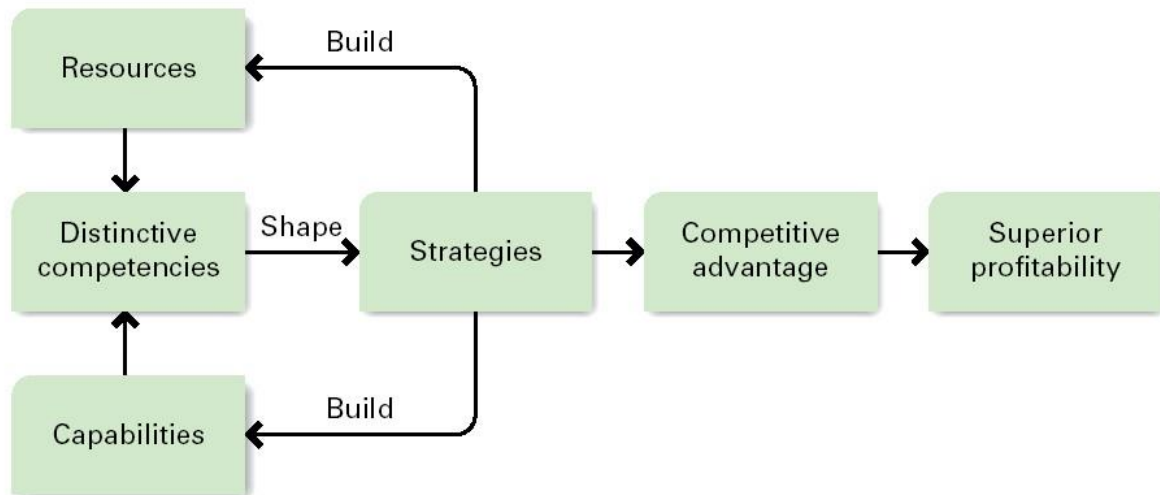 Build
Resources
Distinctive
competencies
Shape
Strategies
Competitive
advantage
Superior
profitability
Build
Capabilities